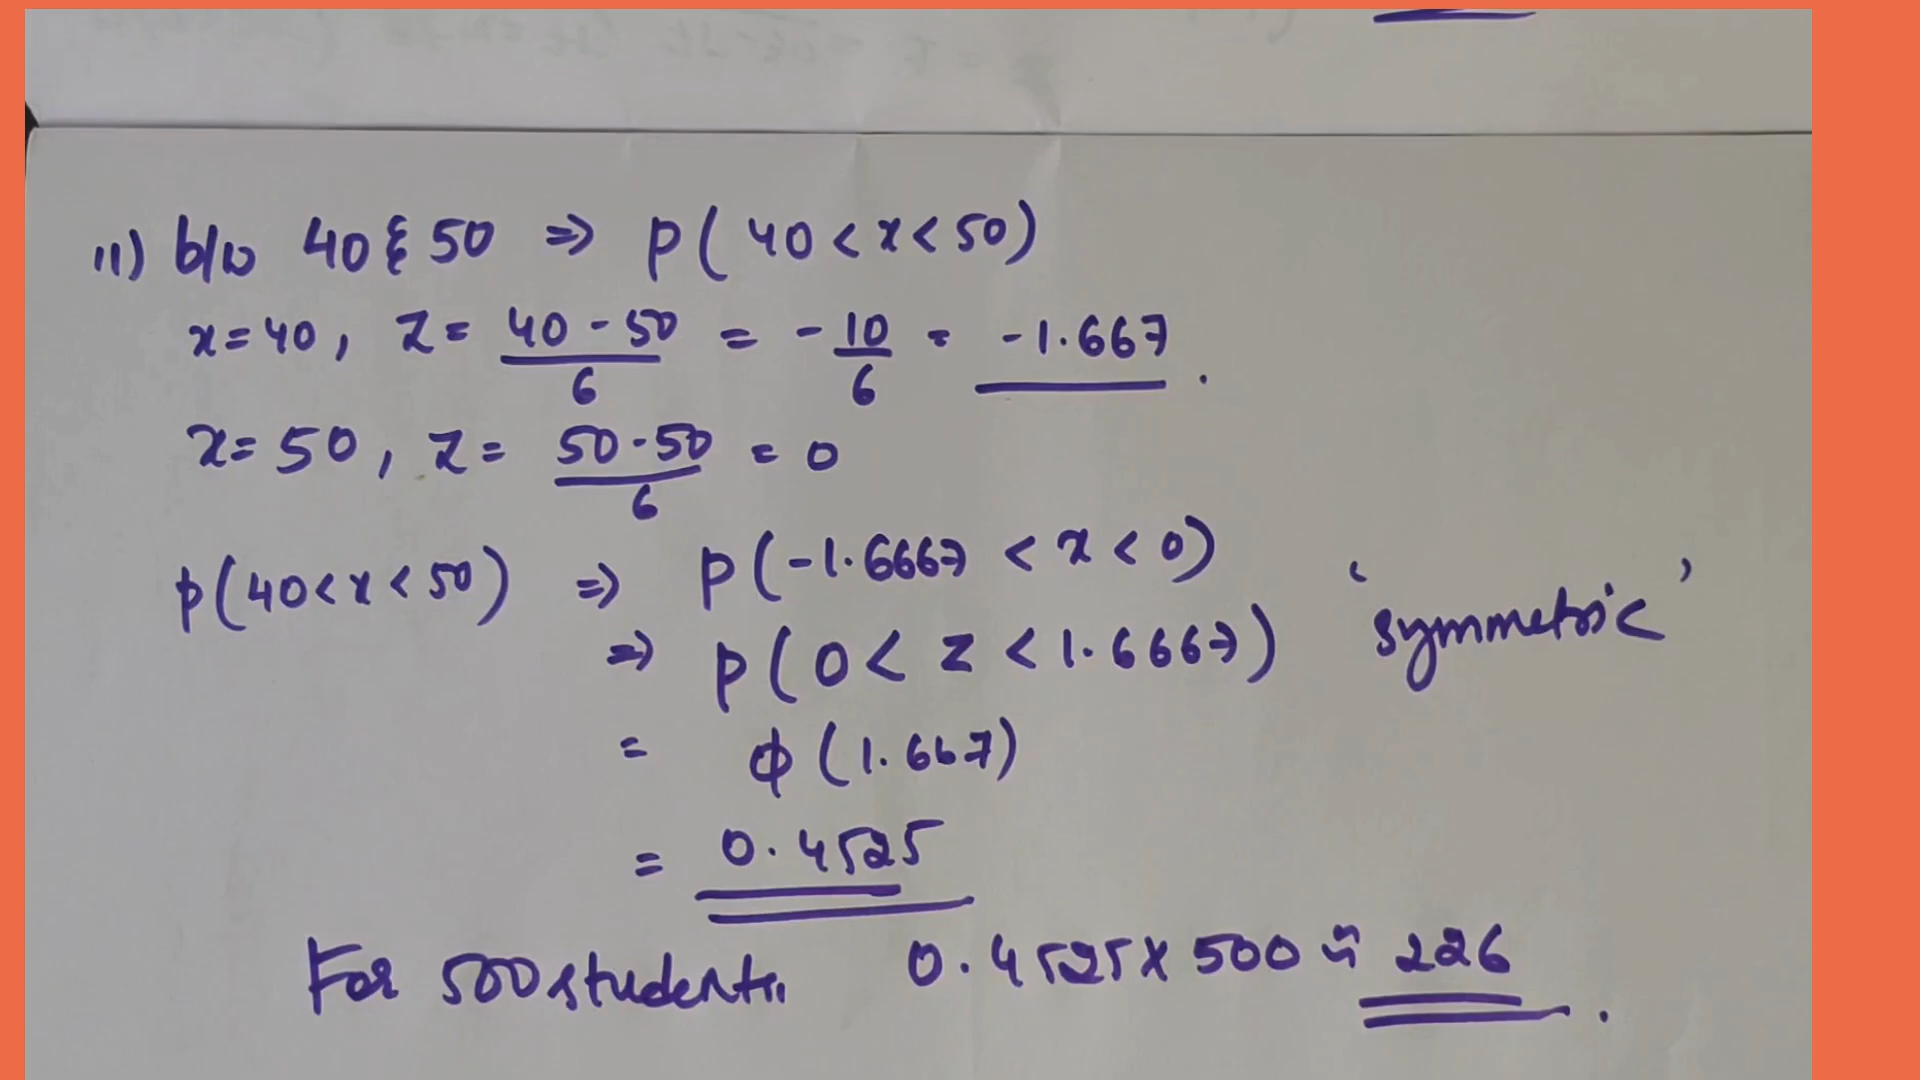 11) b/w 40 & 50 => P( 40 < x < 50)
x = 40, Z = 40 - 50 / 6 = - 10 / 6 = -1.667.
x = 50, Z = 50 - 50 / 6 = 0
p(40 < x < 50) => P(-1.6667 < x < 0)
=> P( 0 < z < 1.6667) 'symmetric'
= ϕ (1.667)
= 0.4525
For 500 students. 0.4525 x 500 ≈ 226.